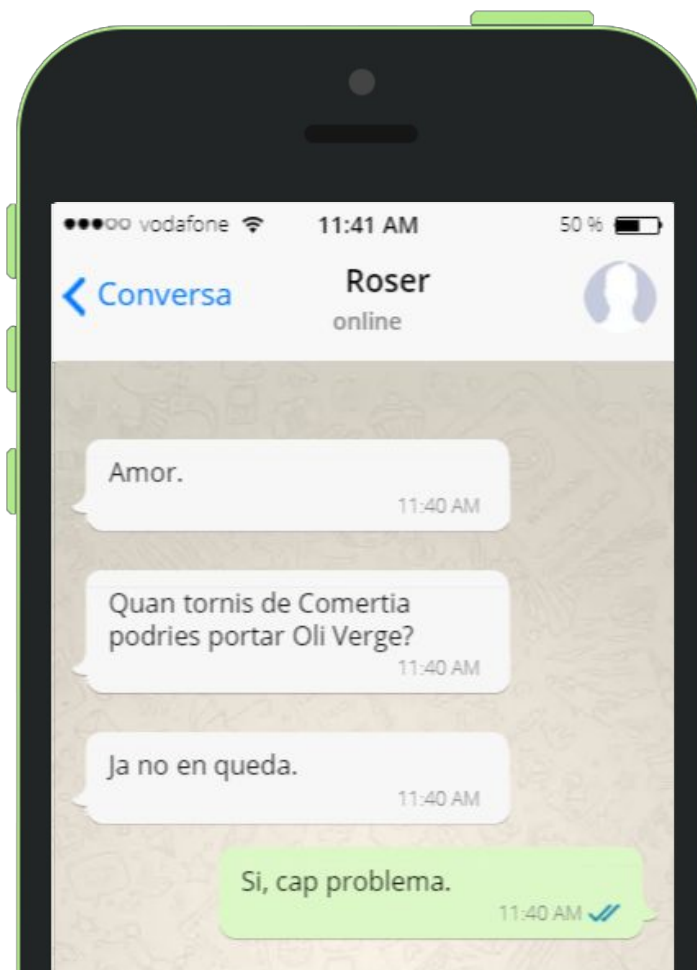 vodafone 11:41 AM 50 %
Conversa Roser
online
Amor.
11:40 AM
Quan tornis de Comertia
podries portar Oli Verge?
11:40 AM
Ja no en queda.
11:40 AM
Si, cap problema.
11:40 AM